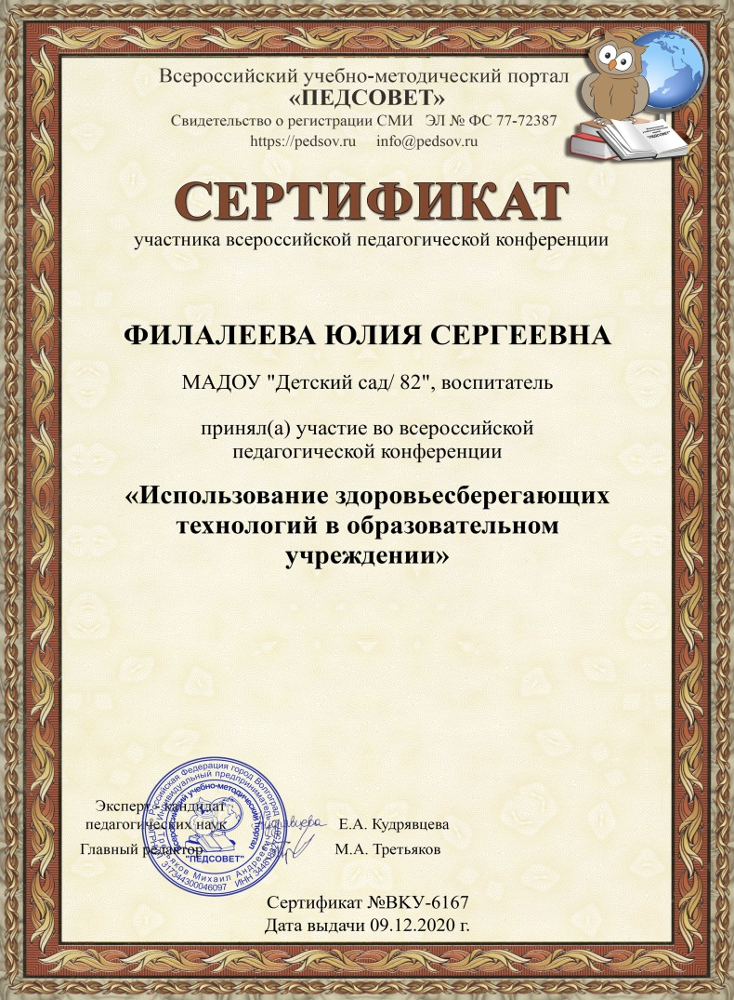 Всероссийский учебно-методический портал
«ПЕДСОВЕТ»
Свидетельство о регистрации СМИ ЭЛ № ФС 77-72387
https://pedsov.ru info@pedsov.ru
СЕРТИФИКАТ
участника всероссийской педагогической конференции
ФИЛАЛЕЕВА ЮЛИЯ СЕРГЕЕВНА
МАДОУ "Детский сад/ 82", воспитатель
принял(а) участие во всероссийской
педагогической конференции
«Использование здоровьесберегающих
технологий в образовательном
учреждении»
Эксперт - кандидат
педагогических наук
Е.А. Кудрявцева
Главный редактор
М.А. Третьяков
Российская Федерация город Волгоград
Индивидуальный предприниматель
Третьяков Михаил Андреевич
317344300046097 ИНН
Всероссийский учебно-методический портал
"ПЕДСОВЕТ"
Сертификат №BKУ-6167
Дата выдачи 09.12.2020 г.